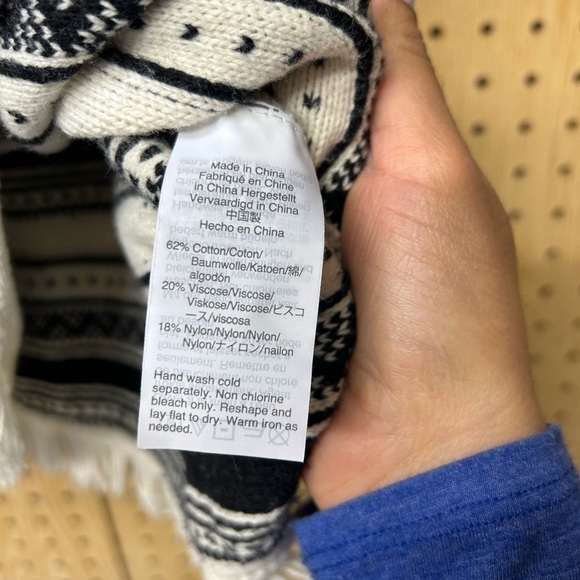 Made in China
Fabriqué en Chine
in China Hergestellt
Vervaardigd in China
中国製
Hecho en China
62% Cotton/Coton/
Baumwolle/Katoen/綿/
algodón
20% Viscose/Viscose/
Viskose/Viscose/ビスコ
ース/viscosa
18% Nylon/Nylon/Nylon/
Nylon/ナイロン/nailon
Hand wash cold
separately. Non chlorine
bleach only. Reshape and
lay flat to dry. Warm iron as
needed.